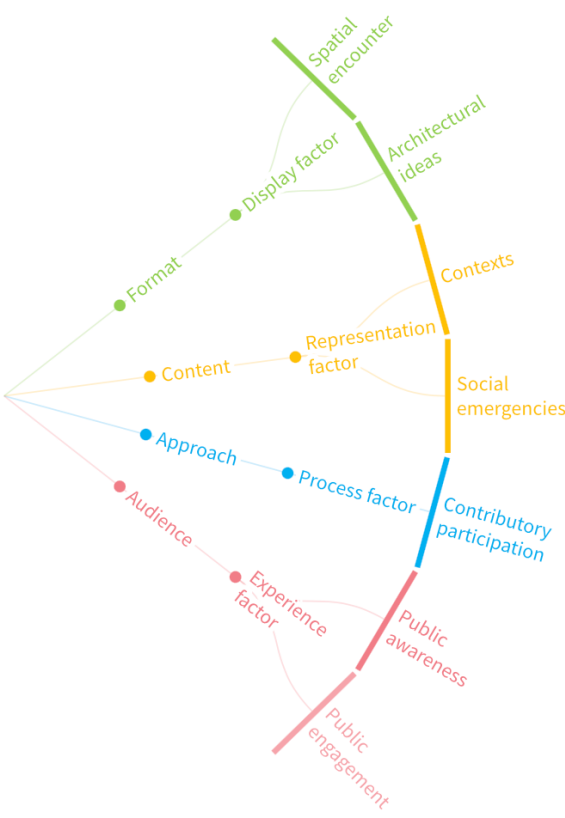 Spatial
encounter
Display factor
Architectural
ideas
Format
Contexts
Representation
factor
Content
Social
emergencies
Approach
Process factor
Contributory
participation
Audience
Experience
factor
Public
awareness
Public
engagement